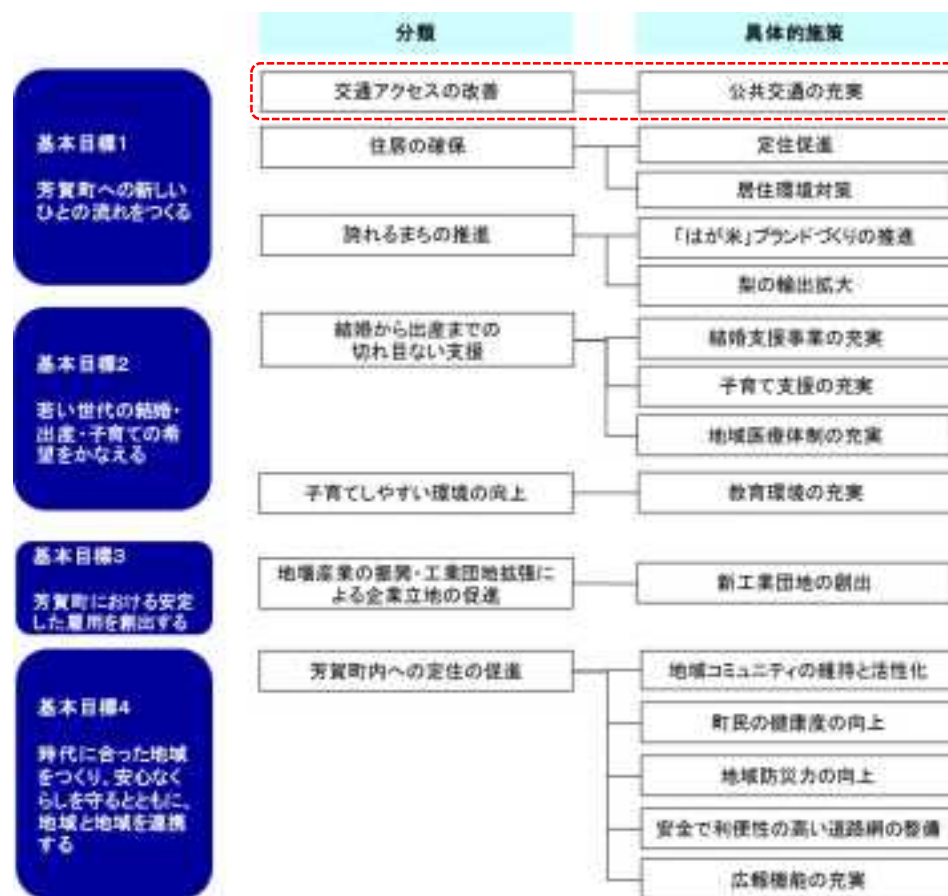 分類
具体的施策
基本目標1
芳賀町への新しい
ひとの流れをつくる
交通アクセスの改善
公共交通の充実
住居の確保
定住促進
居住環境対策
誇れるまちの推進
「はが米」ブランドづくりの推進
梨の輸出拡大
基本目標2
若い世代の結婚・
出産・子育ての希
望をかなえる
結婚から出産までの
切れ目ない支援
結婚支援事業の充実
子育て支援の充実
地域医療体制の充実
子育てしやすい環境の向上
教育環境の充実
基本目標3
芳賀町における安定
した雇用を創出する
地場産業の振興・工業団地拡張に
よる企業立地の促進
新工業団地の創出
基本目標4
時代に合った地域
をつくり、安心なく
らしを守るとともに、
地域と地域を連携
する
芳賀町内への定住の促進
地域コミュニティの維持と活性化
町民の健康度の向上
地域防災力の向上
安全で利便性の高い道路網の整備
広報機能の充実